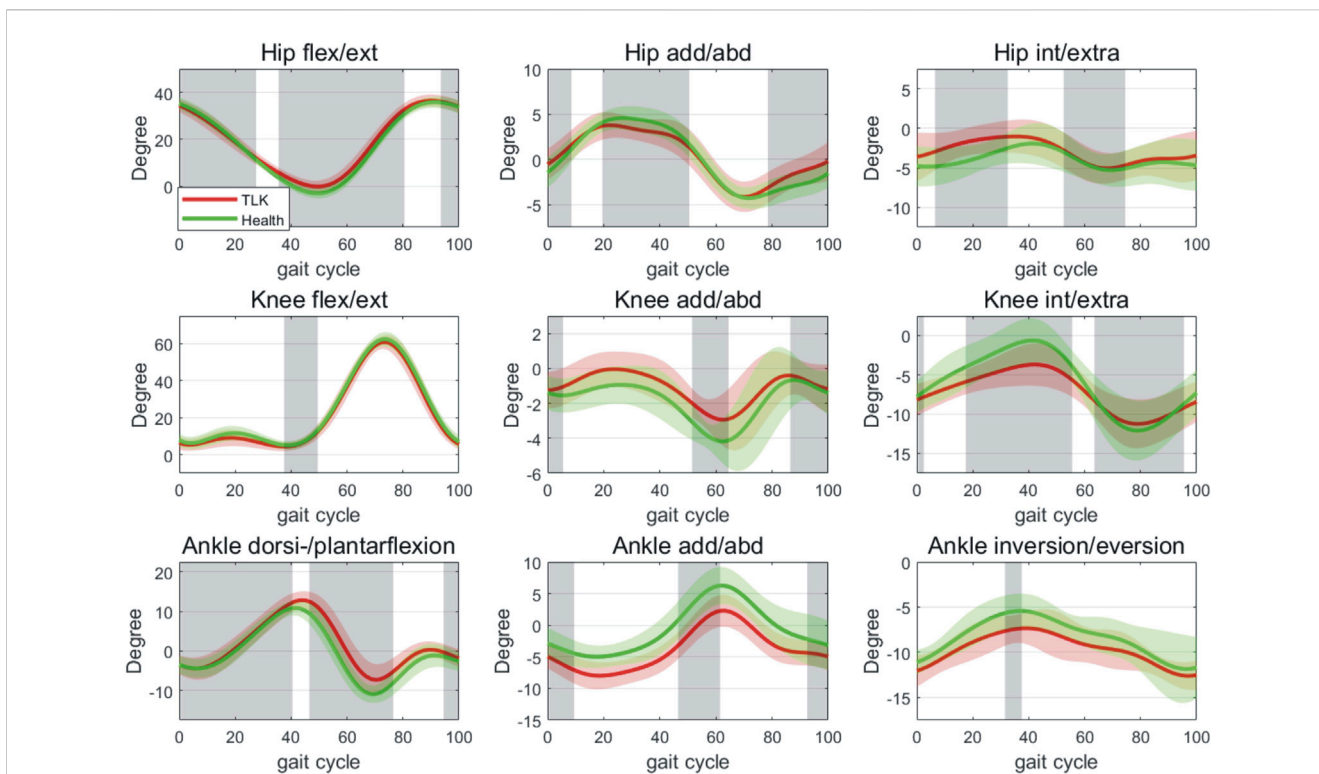 Hip flex/ext
Hip add/abd
Hip int/extra
Degree
40
20
0
TLK
Health
0 20 40 60 80 100
gait cycle
Degree
10
5
0
-5
0 20 40 60 80 100
gait cycle
Degree
5
0
-5
-10
0 20 40 60 80 100
gait cycle
Knee flex/ext
Knee add/abd
Knee int/extra
Degree
60
40
20
0
0 20 40 60 80 100
gait cycle
Degree
2
0
-2
-4
-6
0 20 40 60 80 100
gait cycle
Degree
0
-5
-10
-15
0 20 40 60 80 100
gait cycle
Ankle dorsi-/plantarflexion
Ankle add/abd
Ankle inversion/eversion
Degree
20
10
0
-10
0 20 40 60 80 100
gait cycle
Degree
10
5
0
-5
-10
-15
0 20 40 60 80 100
gait cycle
Degree
0
-5
-10
-15
0 20 40 60 80 100
gait cycle